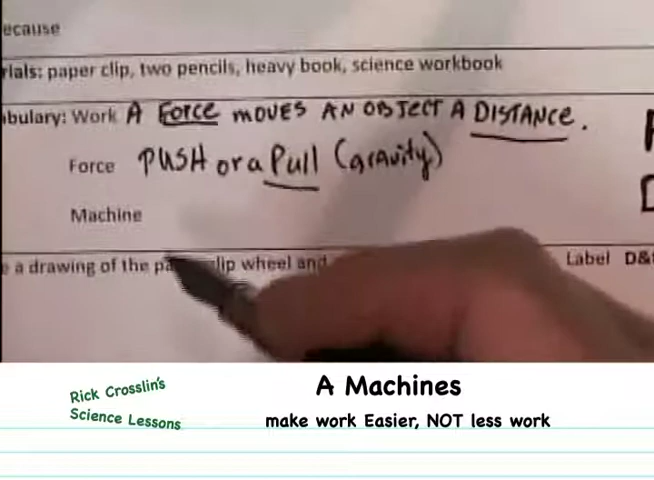 ecause
rials: paper clip, two pencils, heavy book, science workbook
bulary: Work A Force MOVES AN OBJECT A DISTANCE.
Force PUSH or a Pull (gravity)
Machine
e a drawing of the pa lip wheel and
Label D&
Rick Crosslin's
Science Lessons
A Machines
make work Easier, NOT less work